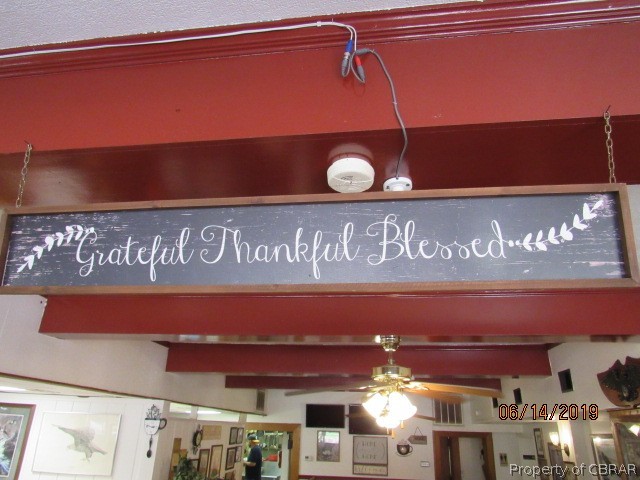 Grateful Thankful Blessed
06/14/2019
Property of CBRAR